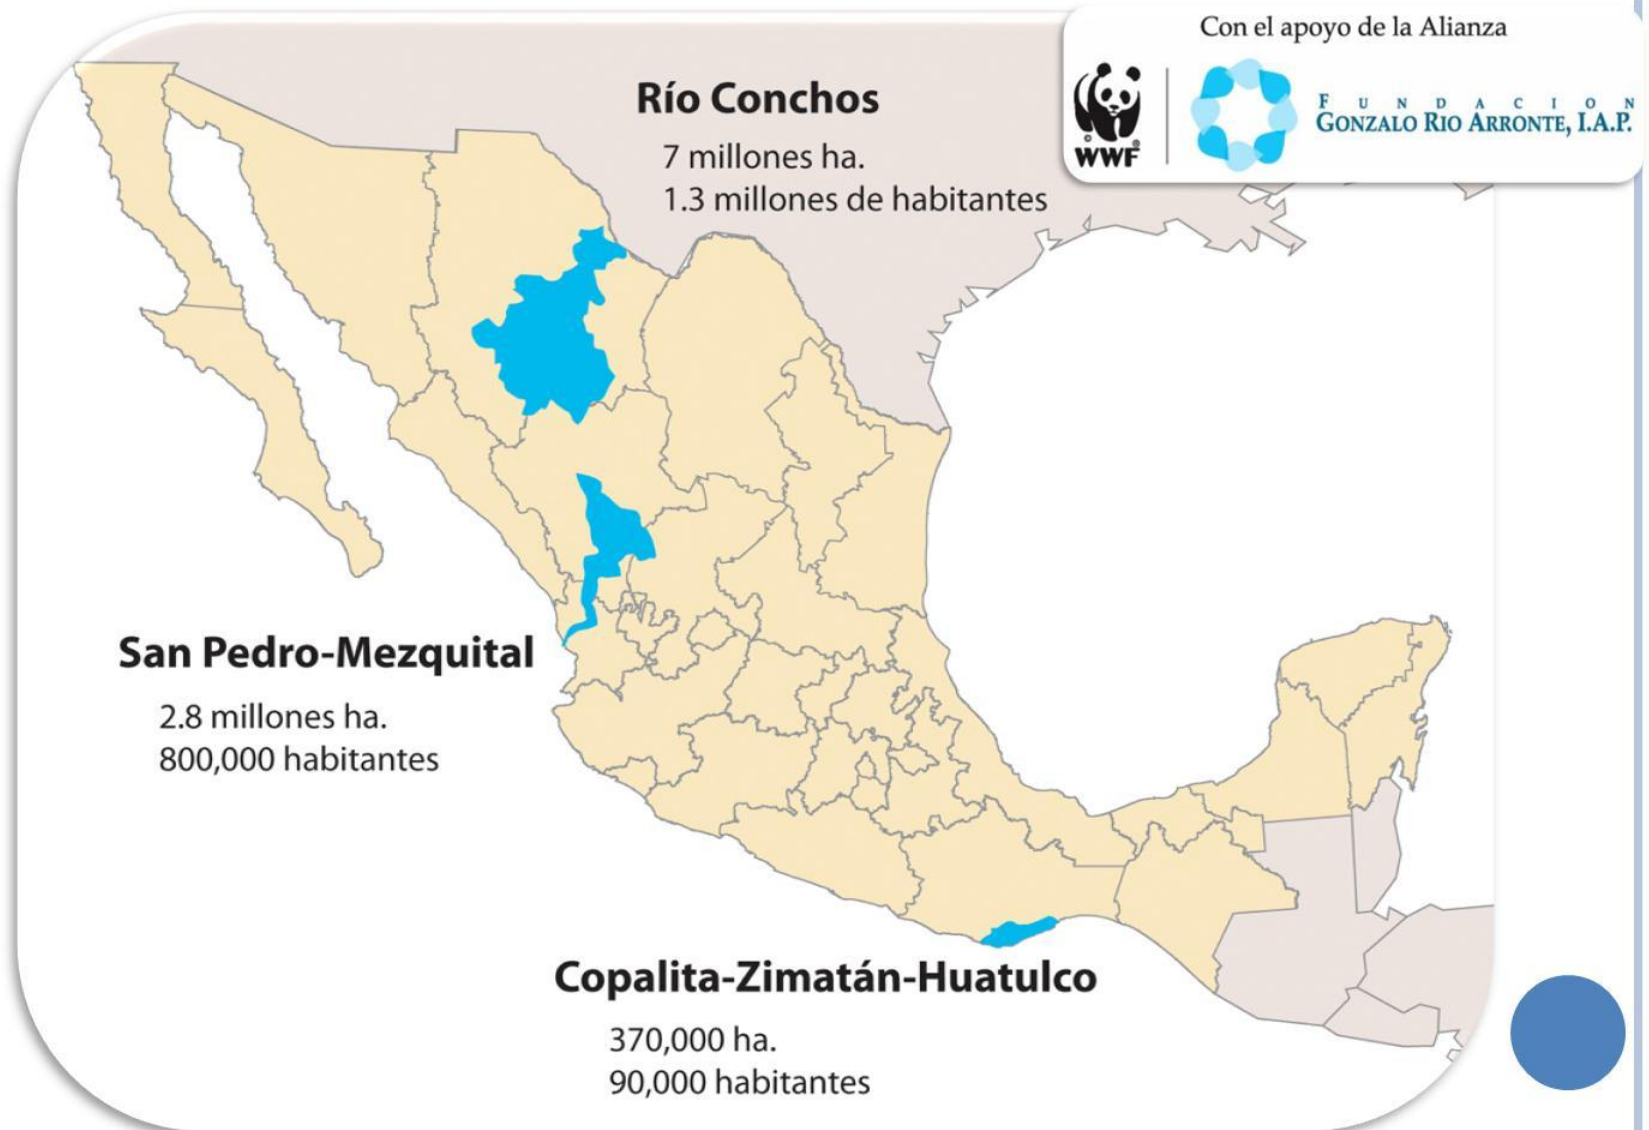 Con el apoyo de la Alianza
WWF
FUNDACION
GONZALO RIO ARRONTE, I.A.P.
Río Conchos
7 millones ha.
1.3 millones de habitantes
San Pedro-Mezquital
2.8 millones ha.
800,000 habitantes
Copalita-Zimatán-Huatulco
370,000 ha.
90,000 habitantes